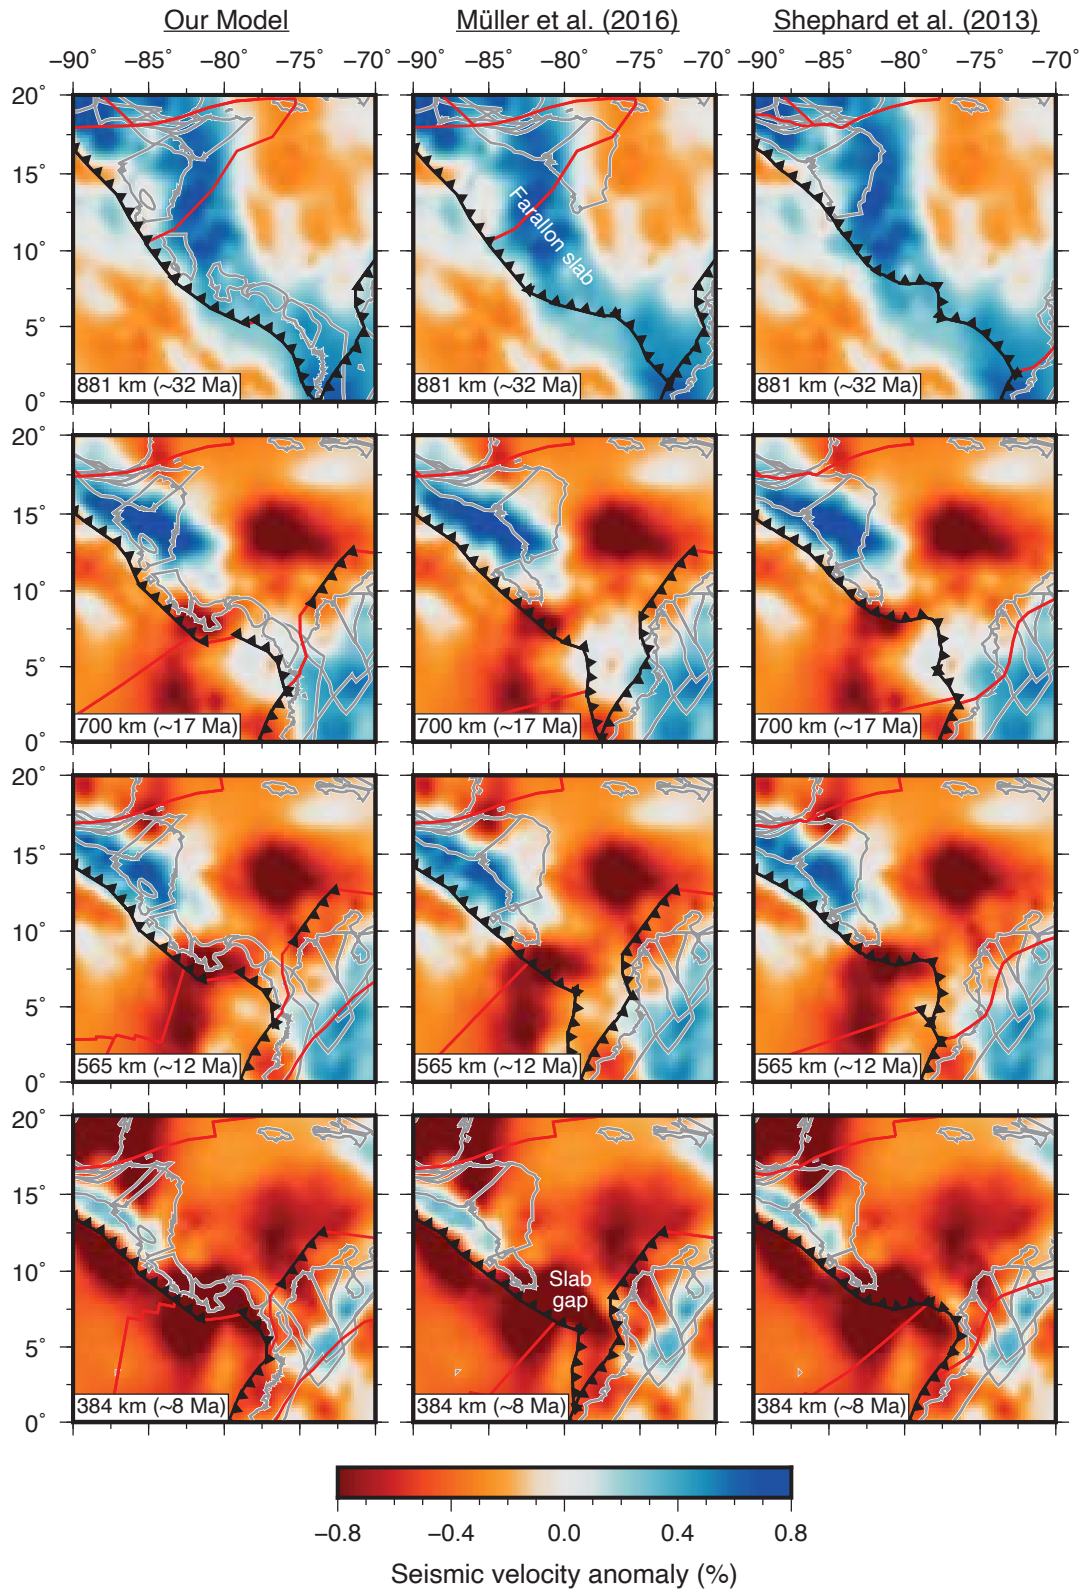 Our Model Müller et al. (2016) Shephard et al. (2013)
−90˚ −85˚ −80˚ −75˚ −70˚ −90˚ −85˚ −80˚ −75˚ −70˚ −90˚ −85˚ −80˚ −75˚ −70˚
20˚
15˚
10˚
5˚
0˚
Farallon slab
881 km (~32 Ma) 881 km (~32 Ma) 881 km (~32 Ma)
20˚
15˚
10˚
5˚
0˚
700 km (~17 Ma) 700 km (~17 Ma) 700 km (~17 Ma)
20˚
15˚
10˚
5˚
0˚
565 km (~12 Ma) 565 km (~12 Ma) 565 km (~12 Ma)
20˚
15˚
10˚
5˚
0˚
Slab
gap
384 km (~8 Ma) 384 km (~8 Ma) 384 km (~8 Ma)
−0.8 −0.4 0.0 0.4 0.8
Seismic velocity anomaly (%)